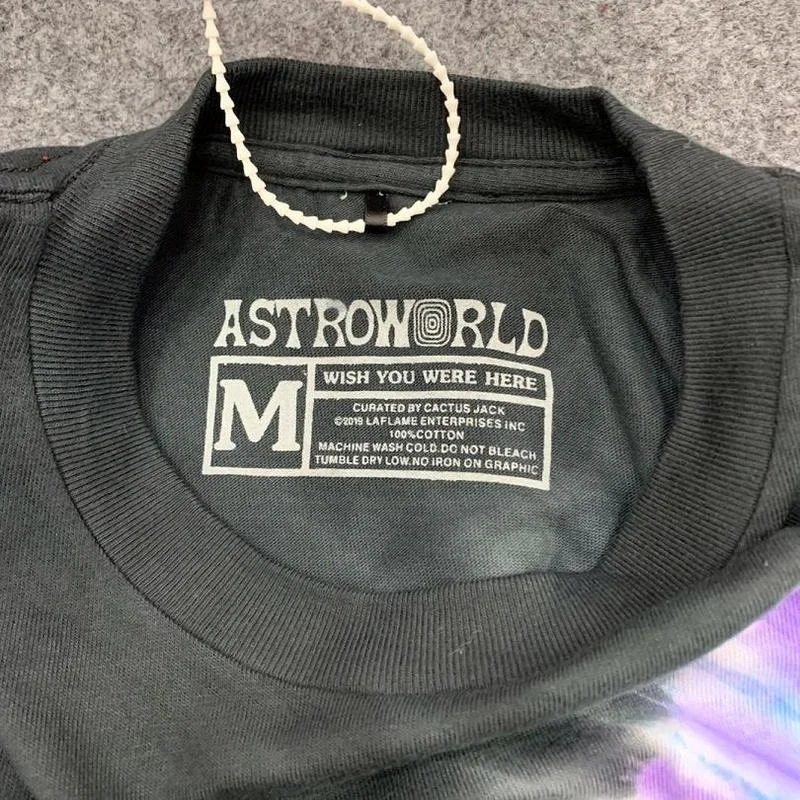 ASTROWORLD
M
WISH YOU WERE HERE
CURATED BY CACTUS JACK
©2019 LAFLAME ENTERPRISES INC
100%COTTON
MACHINE WASH COLD.DO NOT BLEACH
TUMBLE DRY LOW.NO IRON ON GRAPHIC